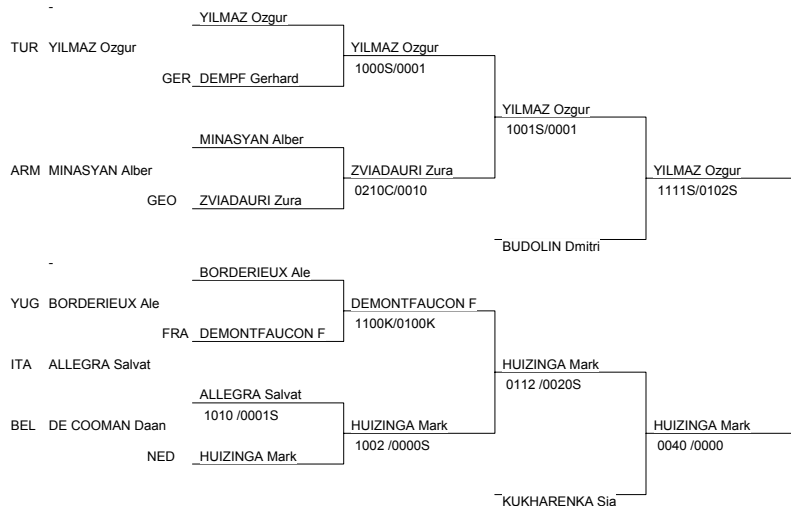 -
YILMAZ Ozgur
TUR YILMAZ Ozgur YILMAZ Ozgur
1000S/0001
GER DEMPF Gerhard
YILMAZ Ozgur
1001S/0001
MINASYAN Alber
ARM MINASYAN Alber ZVIADAURI Zura YILMAZ Ozgur
0210C/0010 1111S/0102S
GEO ZVIADAURI Zura
BUDOLIN Dmitri
-
BORDERIEUX Ale
YUG BORDERIEUX Ale DEMONTFAUCON F
1100K/0100K
FRA DEMONTFAUCON F
ITA ALLEGRA Salvat HUIZINGA Mark
0112 /0020S
ALLEGRA Salvat
1010 /0001S
BEL DE COOMAN Daan HUIZINGA Mark HUIZINGA Mark
1002 /0000S 0040 /0000
NED HUIZINGA Mark
KUKHARENKA Sia